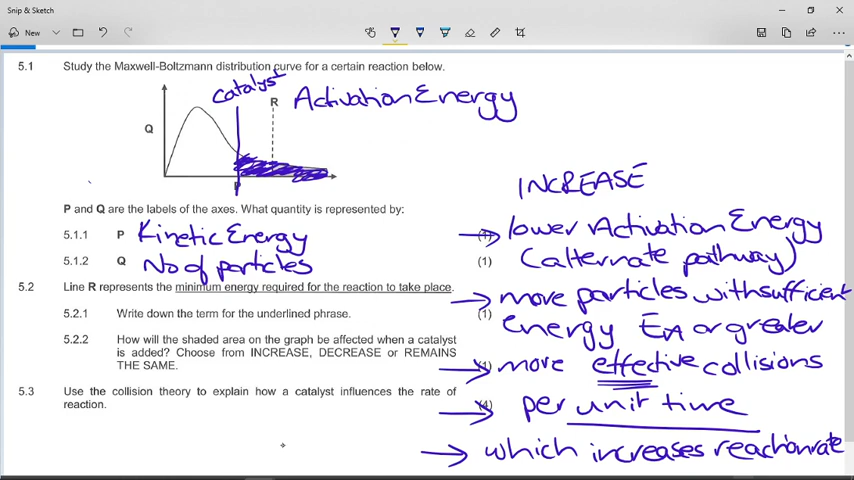 Snip & Sketch
New
5.1 Study the Maxwell-Boltzmann distribution curve for a certain reaction below.
catalyst
R Activation Energy
Q
P
INCREASE
P and Q are the labels of the axes. What quantity is represented by:
5.1.1 P Kinetic Energy (1)
lower Activation Energy
5.1.2 Q No of particles (1)
(alternate pathway)
5.2 Line R represents the minimum energy required for the reaction to take place.
more particles with sufficient
5.2.1 Write down the term for the underlined phrase. (1)
energy EA or greater
5.2.2 How will the shaded area on the graph be affected when a catalyst
is added? Choose from INCREASE, DECREASE or REMAINS
THE SAME. (1)
more effective collisions
5.3 Use the collision theory to explain how a catalyst influences the rate of
reaction. (4)
per unit time
which increases reaction rate